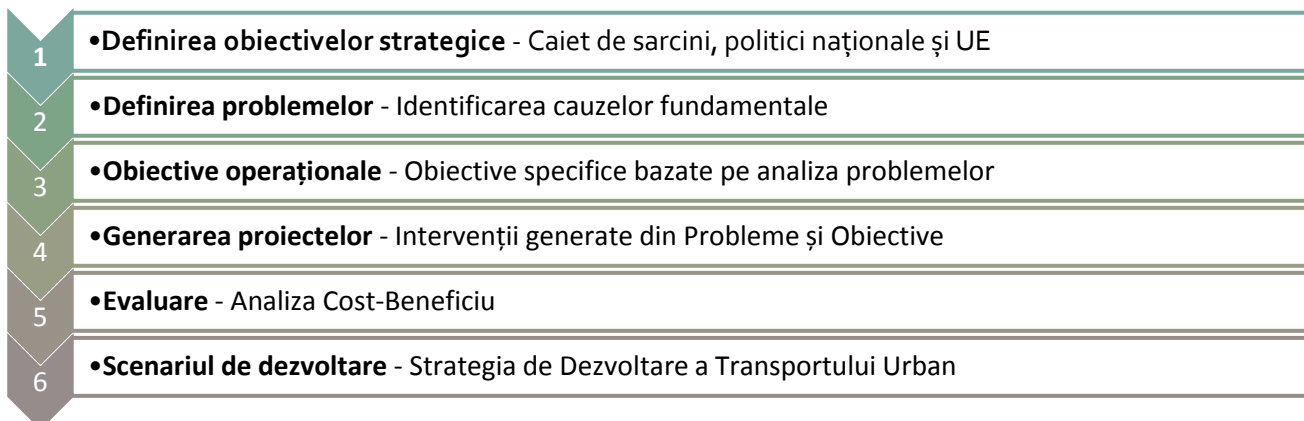 1 •Definirea obiectivelor strategice - Caiet de sarcini, politici naționale și UE
2 •Definirea problemelor - Identificarea cauzelor fundamentale
3 •Obiective operaționale - Obiective specifice bazate pe analiza problemelor
4 •Generarea proiectelor - Intervenții generate din Probleme și Obiective
5 •Evaluare - Analiza Cost-Beneficiu
6 •Scenariul de dezvoltare - Strategia de Dezvoltare a Transportului Urban